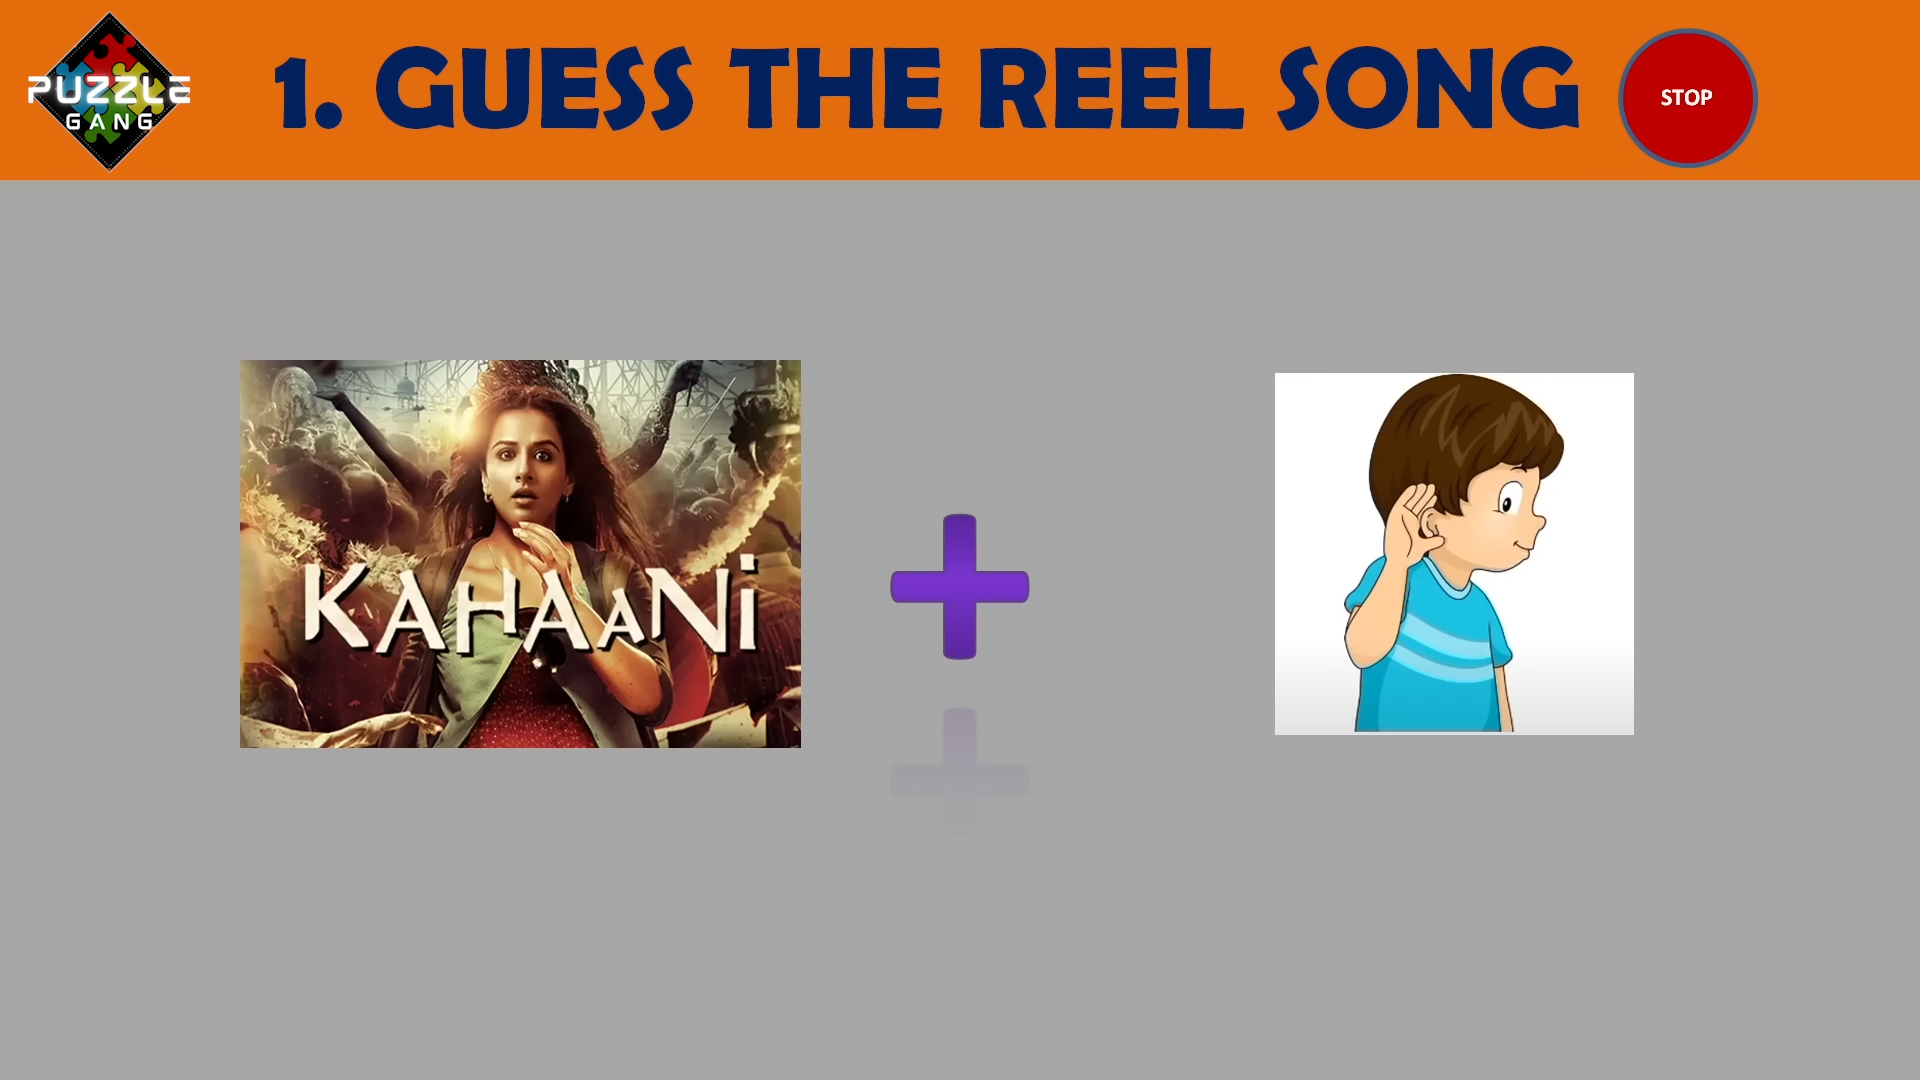 PUZZLE
GANG
1. GUESS THE REEL SONG
STOP
KAHAANi